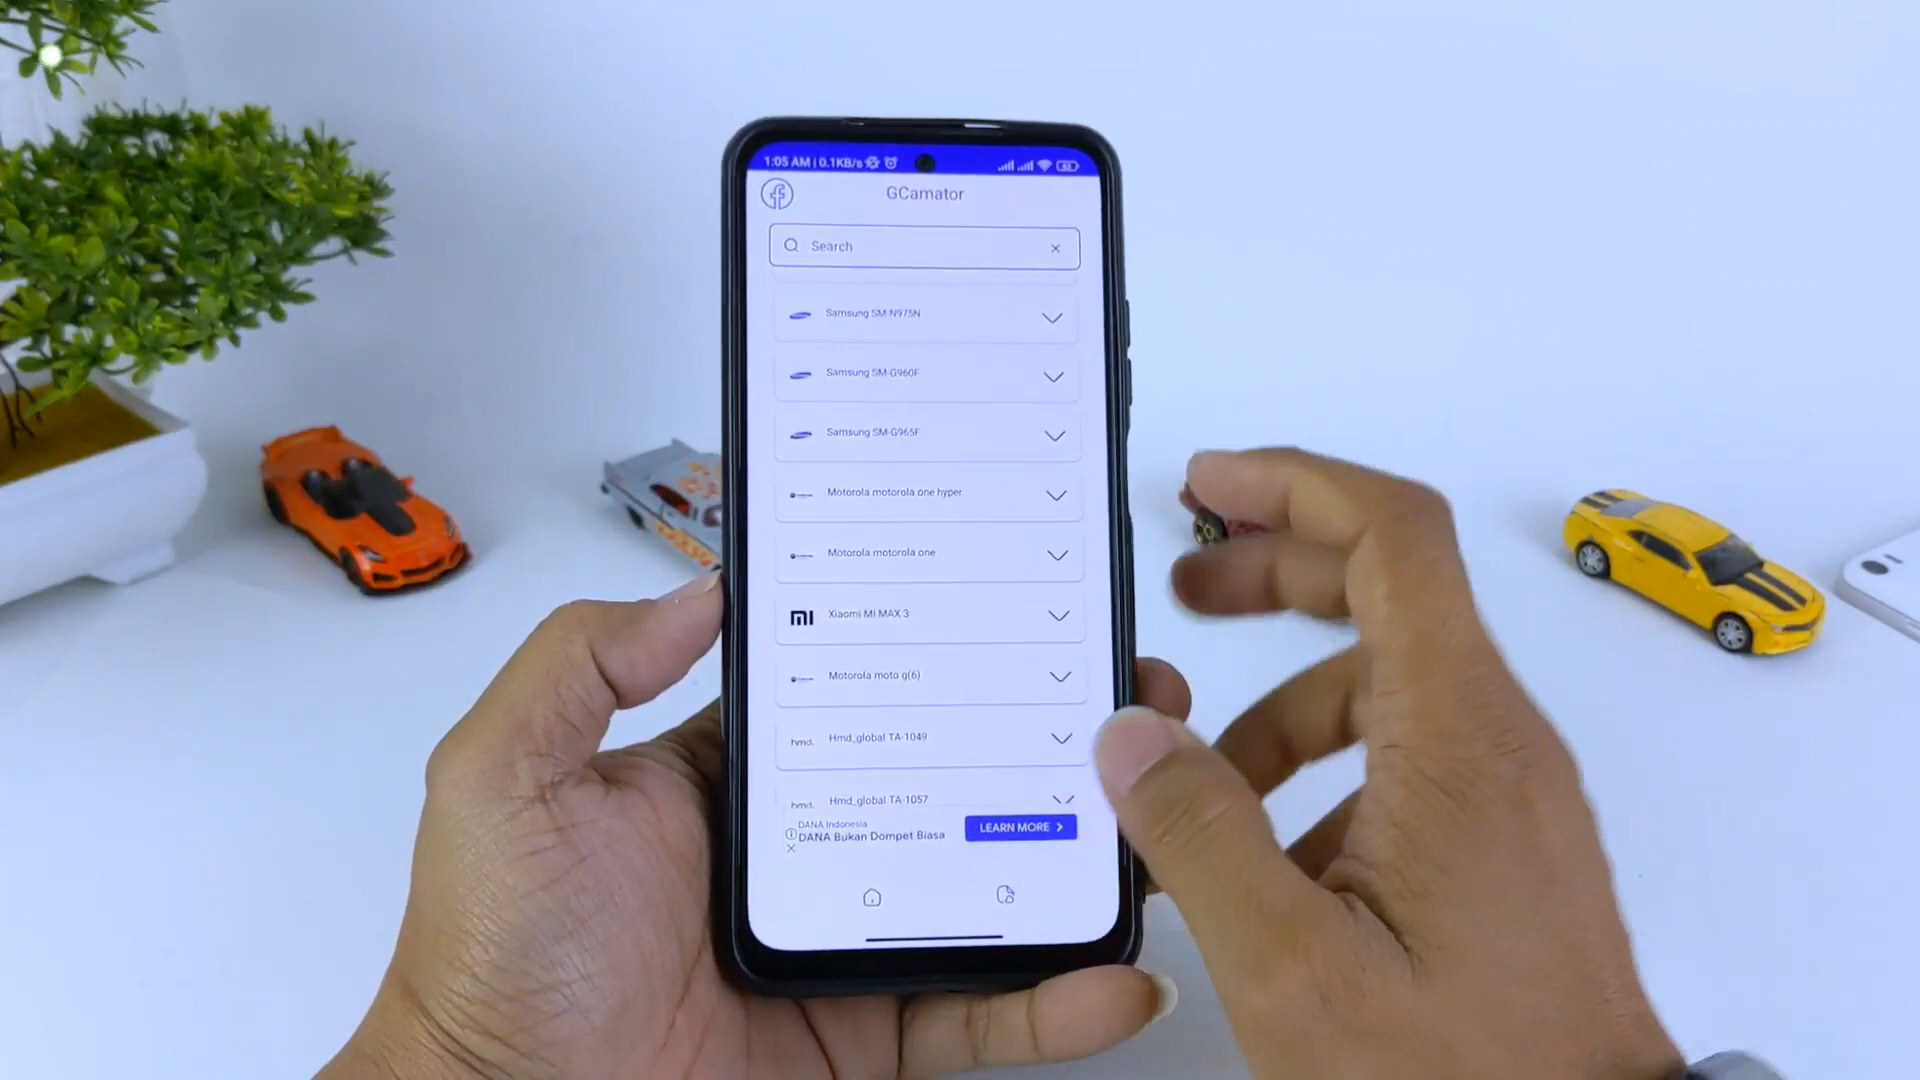 1:05 AM | 0.1KB/s
GCamator
Search
Samsung SM-N975N
Samsung SM-G960F
Samsung SM-G965F
Motorola motorola one hyper
Motorola motorola one
Xiaomi MI MAX 3
Motorola moto g(6)
hmd. Hmd_global TA-1049
hmd. Hmd_global TA-1057
DANA Indonesia
DANA Bukan Dompet Biasa
LEARN MORE